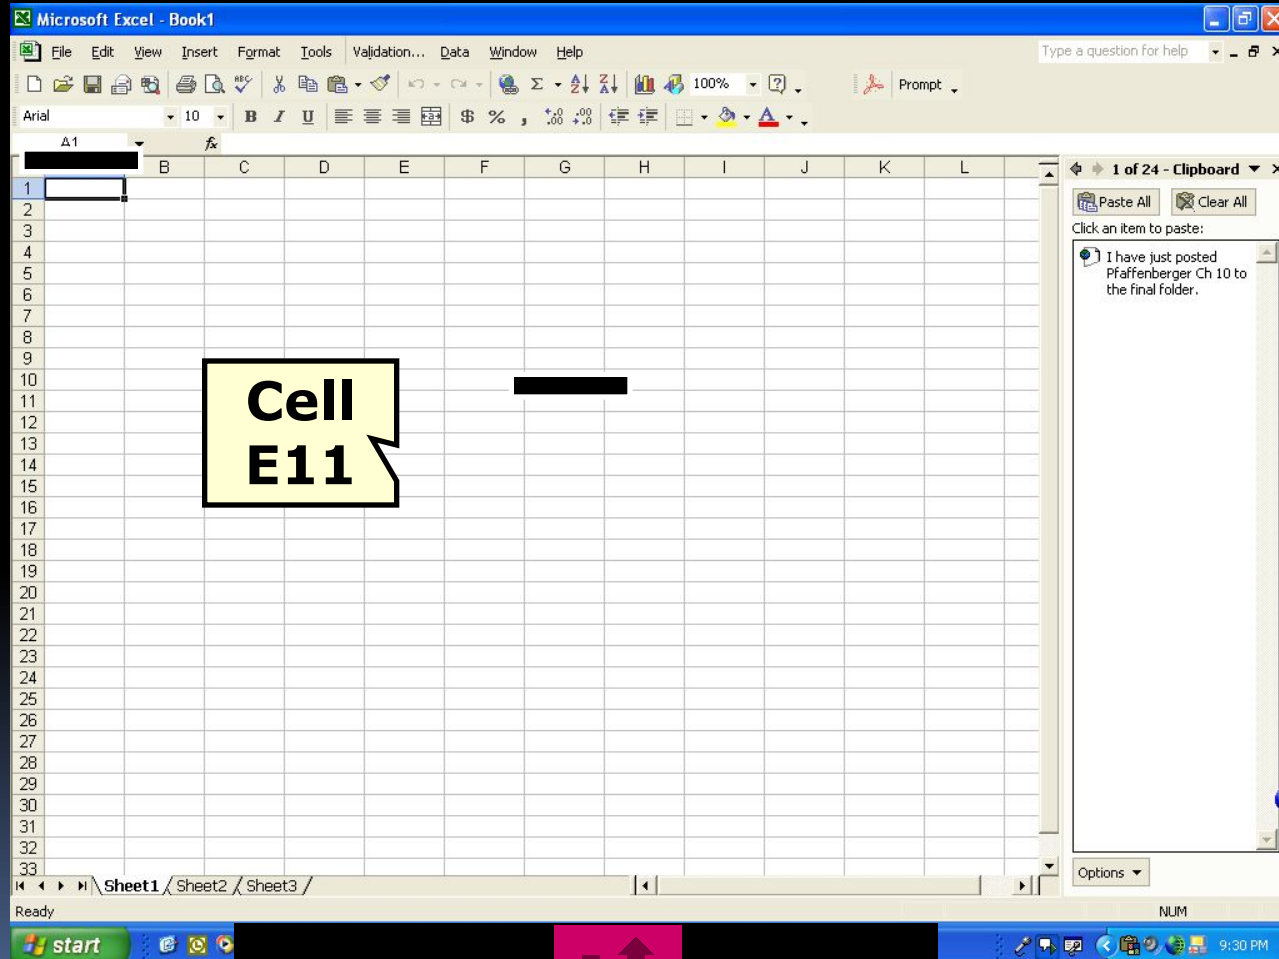 Microsoft Excel - Book1
File Edit View Insert Format Tools Validation... Data Window Help Type a question for help
100% Prompt
Arial 10 B I U $ % ,
A1 fx
B C D E F G H I J K L
1 of 24 - Clipboard
Paste All Clear All
Click an item to paste:
I have just posted
Pfaffenberger Ch 10 to
the final folder.
1
2
3
4
5
6
7
8
9
10
11
12
13
14
15
16
17
18
19
20
21
22
23
24
25
26
27
28
29
30
31
32
33
Cell
E11
Options
Sheet1 Sheet2 Sheet3
Ready NUM
start 9:30 PM